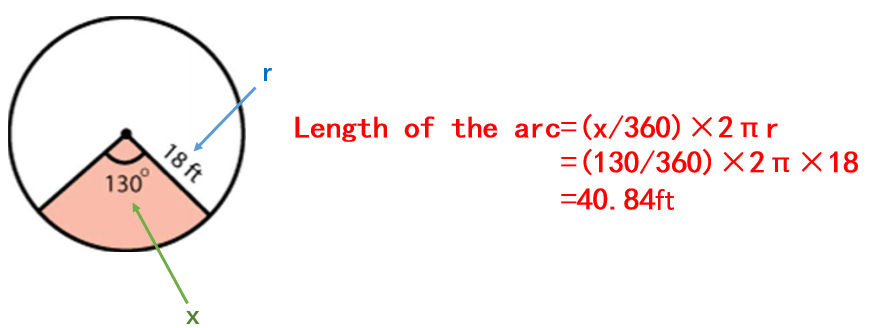 r
Length of the arc=(x/360)×2πr
18 ft
=(130/360)×2π×18
130°
=40.84ft
x